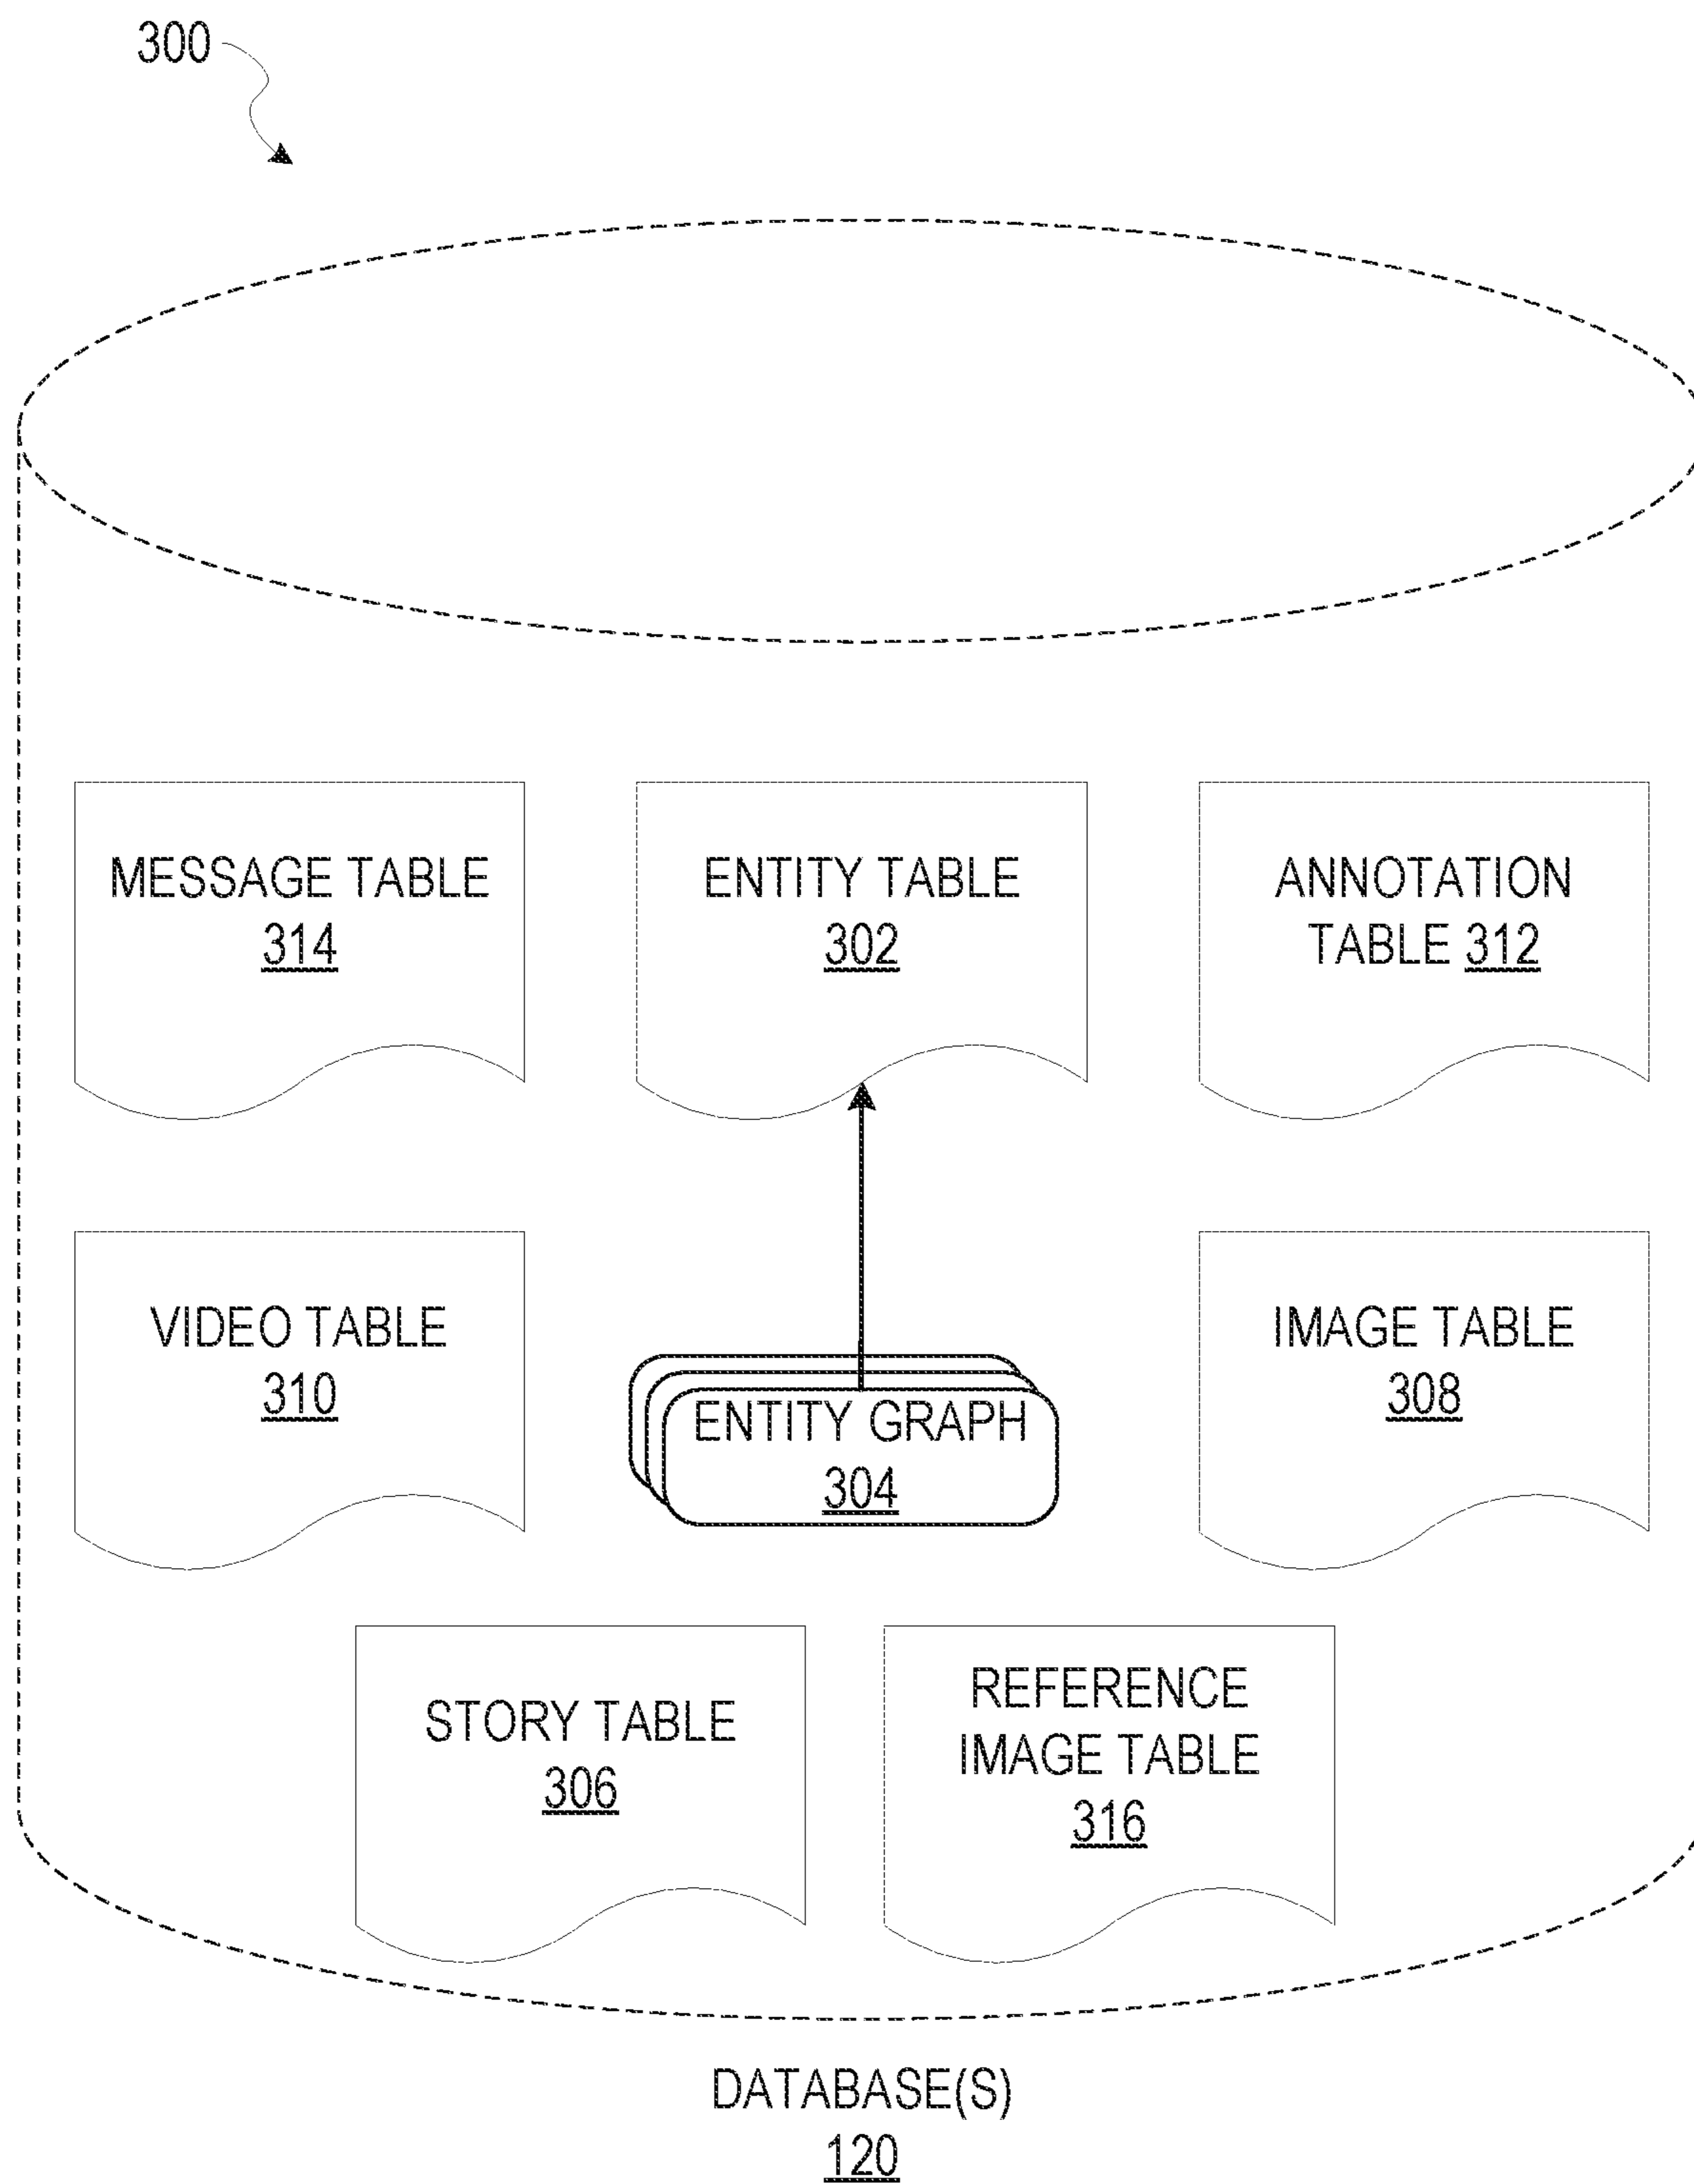 300
MESSAGE TABLE
314
ENTITY TABLE
302
ANNOTATION
TABLE 312
VIDEO TABLE
310
ENTITY GRAPH
304
IMAGE TABLE
308
STORY TABLE
306
REFERENCE
IMAGE TABLE
316
DATABASE(S)
120